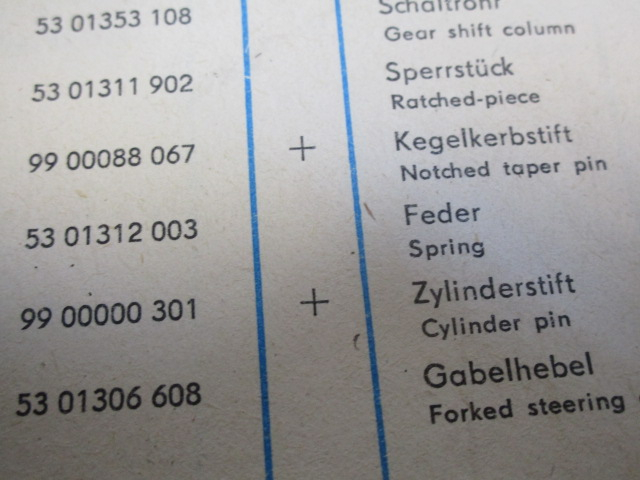 53 01353 108
Schaltrohr
Gear shift column
53 01311 902
Sperrstück
Ratched-piece
99 00088 067 + Kegelkerbstift
Notched taper pin
53 01312 003
Feder
Spring
99 00000 301 + Zylinderstift
Cylinder pin
53 01306 608
Gabelhebel
Forked steering